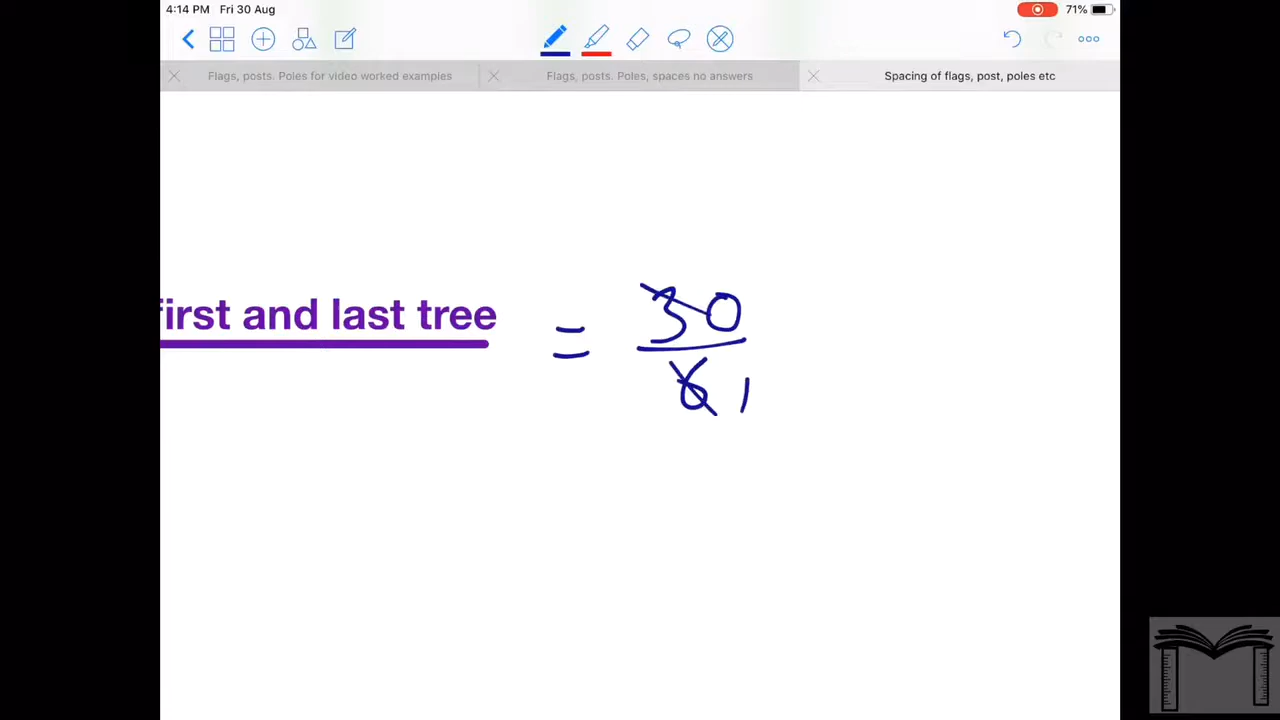 4:14 PM Fri 30 Aug 71%
Flags, posts. Poles for video worked examples
Flags, posts. Poles, spaces no answers
Spacing of flags, post, poles etc
first and last tree = 30
6 1